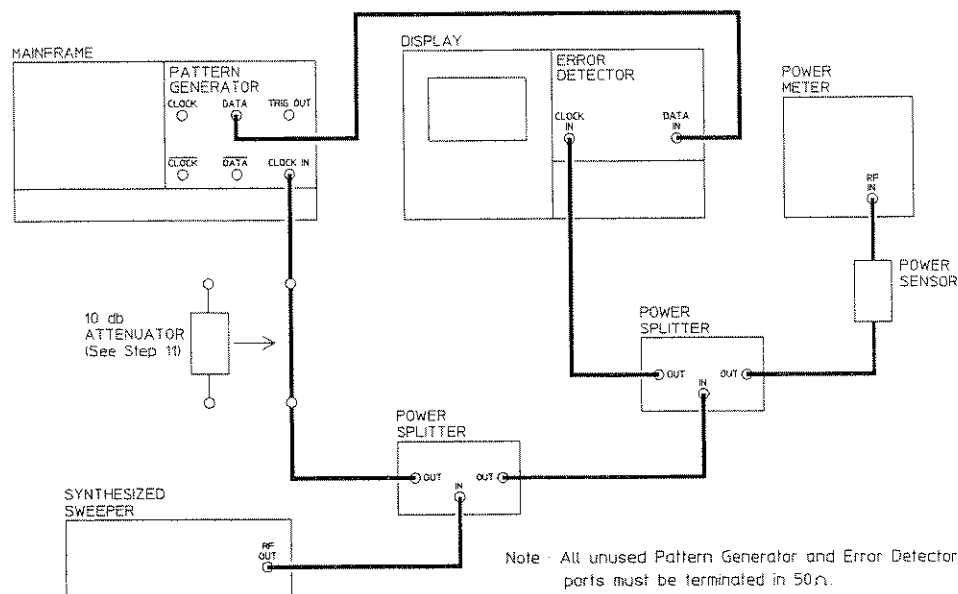 MAINFRAME
PATTERN
GENERATOR
CLOCK DATA TRIG OUT
CLOCK DATA CLOCK IN
DISPLAY
ERROR
DETECTOR
CLOCK
IN
DATA
IN
POWER
METER
RF
IN
POWER
SENSOR
10 db
ATTENUATOR
(See Step 11)
POWER
SPLITTER
OUT OUT
IN
POWER
SPLITTER
OUT OUT
IN
SYNTHESIZED
SWEEPER
RF
OUT
Note · All unused Pattern Generator and Error Detector
ports must be terminated in 50Ω.